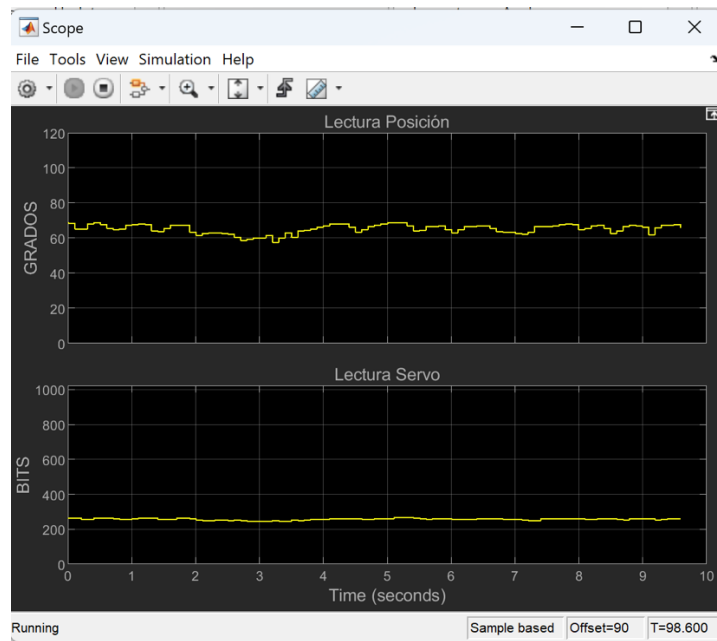 Scope
File Tools View Simulation Help
Lectura Posición
120
100
80
60
40
20
0
GRADOS
Lectura Servo
1000
800
600
400
200
0
BITS
0 1 2 3 4 5 6 7 8 9 10
Time (seconds)
Running Sample based Offset=90 T=98.600